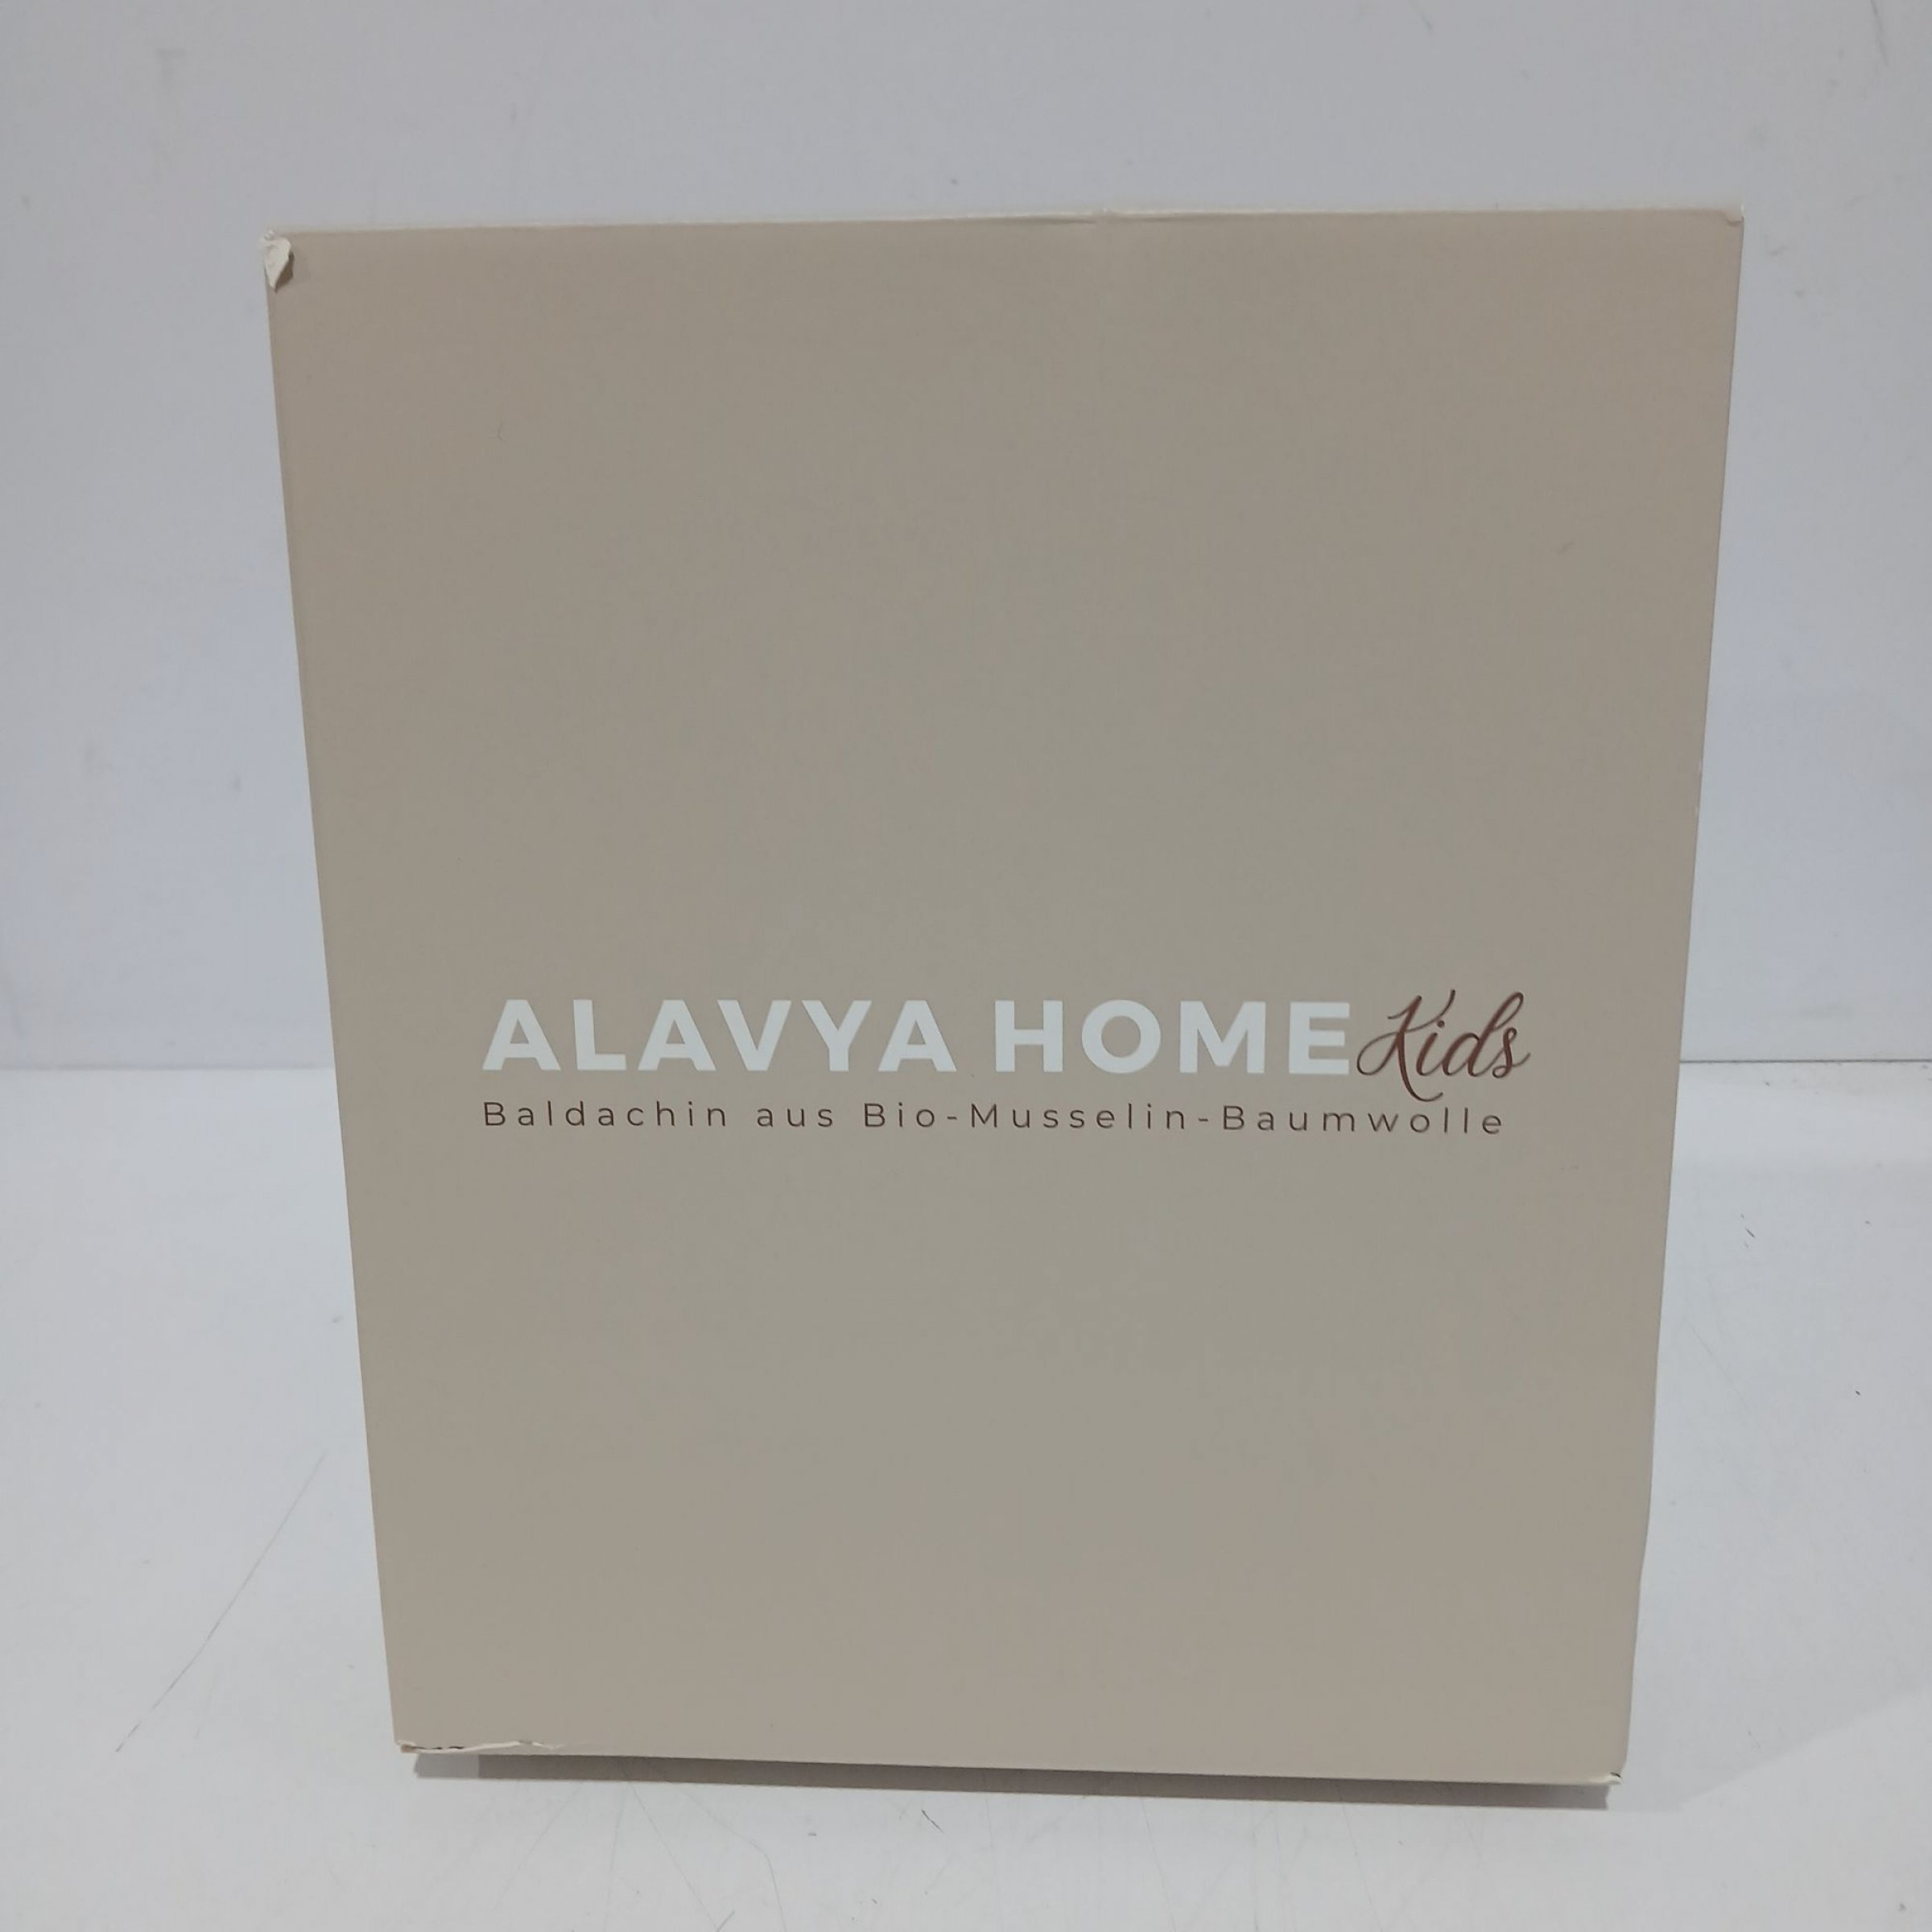 ALAVYA HOME Kids
Baldachin aus Bio-Musselin-Baumwolle